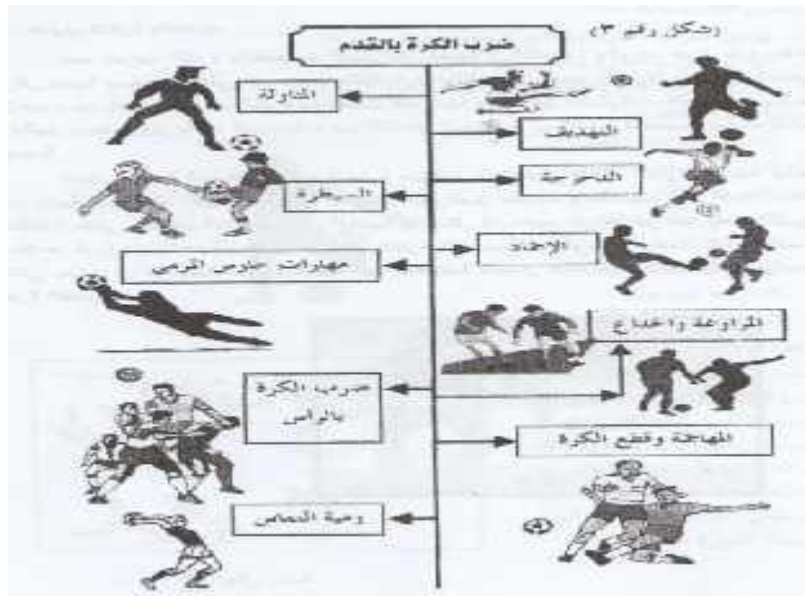 (شكل رقم ٣)
ضرب الكرة بالقدم
المناولة
التهديف
الدحرجة
السيطرة
الإخماد
مهارات حارس المرمى
المراوغة والخداع
ضرب الكرة
بالرأس
المهاجمة وقطع الكرة
رمية التماس